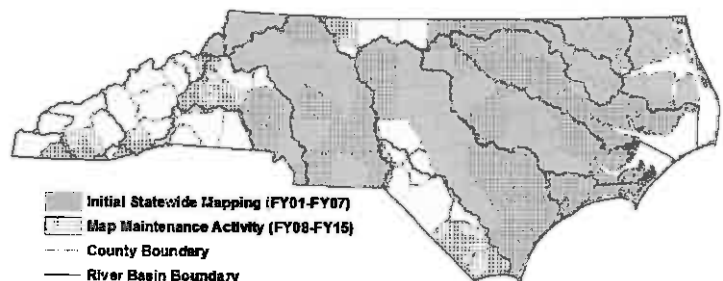 Initial Statewide Mapping (FY01-FY07)
Map Maintenance Activity (FY08-FY15)
County Boundary
River Basin Boundary